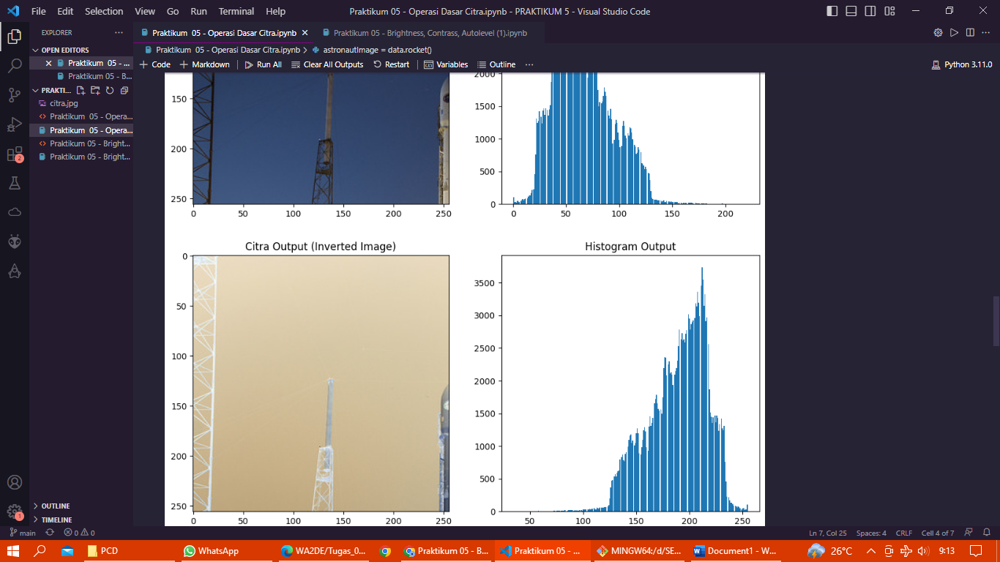 File Edit Selection View Go Run Terminal Help Praktikum 05 - Operasi Dasar Citra.ipynb - PRAKTIKUM 5 - Visual Studio Code
EXPLORER ···
Praktikum  05 - Operasi Dasar Citra.ipynb
Praktikum 05 - Brightness, Contrast, Autolevel (1).ipynb
OPEN EDITORS
Praktikum  05 - ...
Praktikum 05 - B...
PRAKTI...
citra.jpg
Praktikum  05 - Opera...
Praktikum  05 - Opera...
Praktikum 05 - Bright...
Praktikum 05 - Bright...
OUTLINE
TIMELINE
Praktikum  05 - Operasi Dasar Citra.ipynb > astronautImage = data.rocket()
+ Code + Markdown Run All Clear All Outputs Restart Variables Outline ··· Python 3.11.0
150
200
250
0 50 100 150 200 250
2000
1500
1000
500
0
0 50 100 150 200
Citra Output (Inverted Image)
0
50
100
150
200
250
0 50 100 150 200 250
Histogram Output
3500
3000
2500
2000
1500
1000
500
0
50 100 150 200 250
2
1
main 0 0 Ln 7, Col 25 Spaces: 4 CRLF Cell 4 of 7
PCD WhatsApp WA2DE/Tugas_0... Praktikum 05 - B... Praktikum 05 - ... MINGW64:/d/SE... Document1 - W... 26°C 9:13